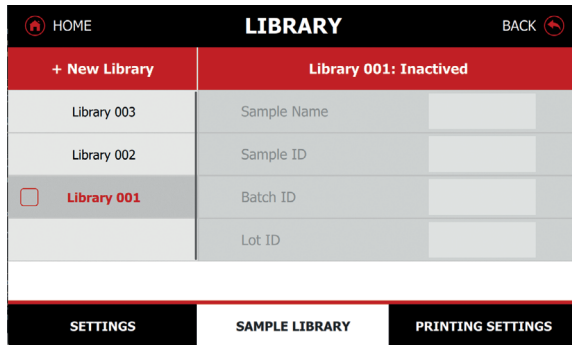 HOME
LIBRARY
BACK
+ New Library
Library 001: Inactived
Library 003
Sample Name
Library 002
Sample ID
Library 001
Batch ID
Lot ID
SETTINGS
SAMPLE LIBRARY
PRINTING SETTINGS